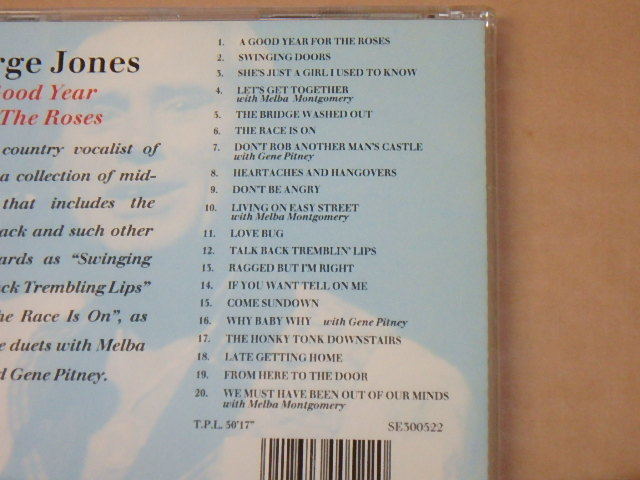 rge Jones
Good Year
The Roses
country vocalist of
a collection of mid-
that includes the
ack and such other
ards as "Swinging
ck Trembling Lips"
he Race Is On", as
e duets with Melba
d Gene Pitney.
1. A GOOD YEAR FOR THE ROSES
2. SWINGING DOORS
3. SHE'S JUST A GIRL I USED TO KNOW
4. LET'S GET TOGETHER
with Melba Montgomery
5. THE BRIDGE WASHED OUT
6. THE RACE IS ON
7. DON'T ROB ANOTHER MAN'S CASTLE
with Gene Pitney
8. HEARTACHES AND HANGOVERS
9. DON'T BE ANGRY
10. LIVING ON EASY STREET
with Melba Montgomery
11. LOVE BUG
12. TALK BACK TREMBLIN' LIPS
13. RAGGED BUT I'M RIGHT
14. IF YOU WANT TELL ON ME
15. COME SUNDOWN
16. WHY BABY WHY with Gene Pitney
17. THE HONKY TONK DOWNSTAIRS
18. LATE GETTING HOME
19. FROM HERE TO THE DOOR
20. WE MUST HAVE BEEN OUT OF OUR MINDS
with Melba Montgomery
T.P.L. 50'17"
SE300522